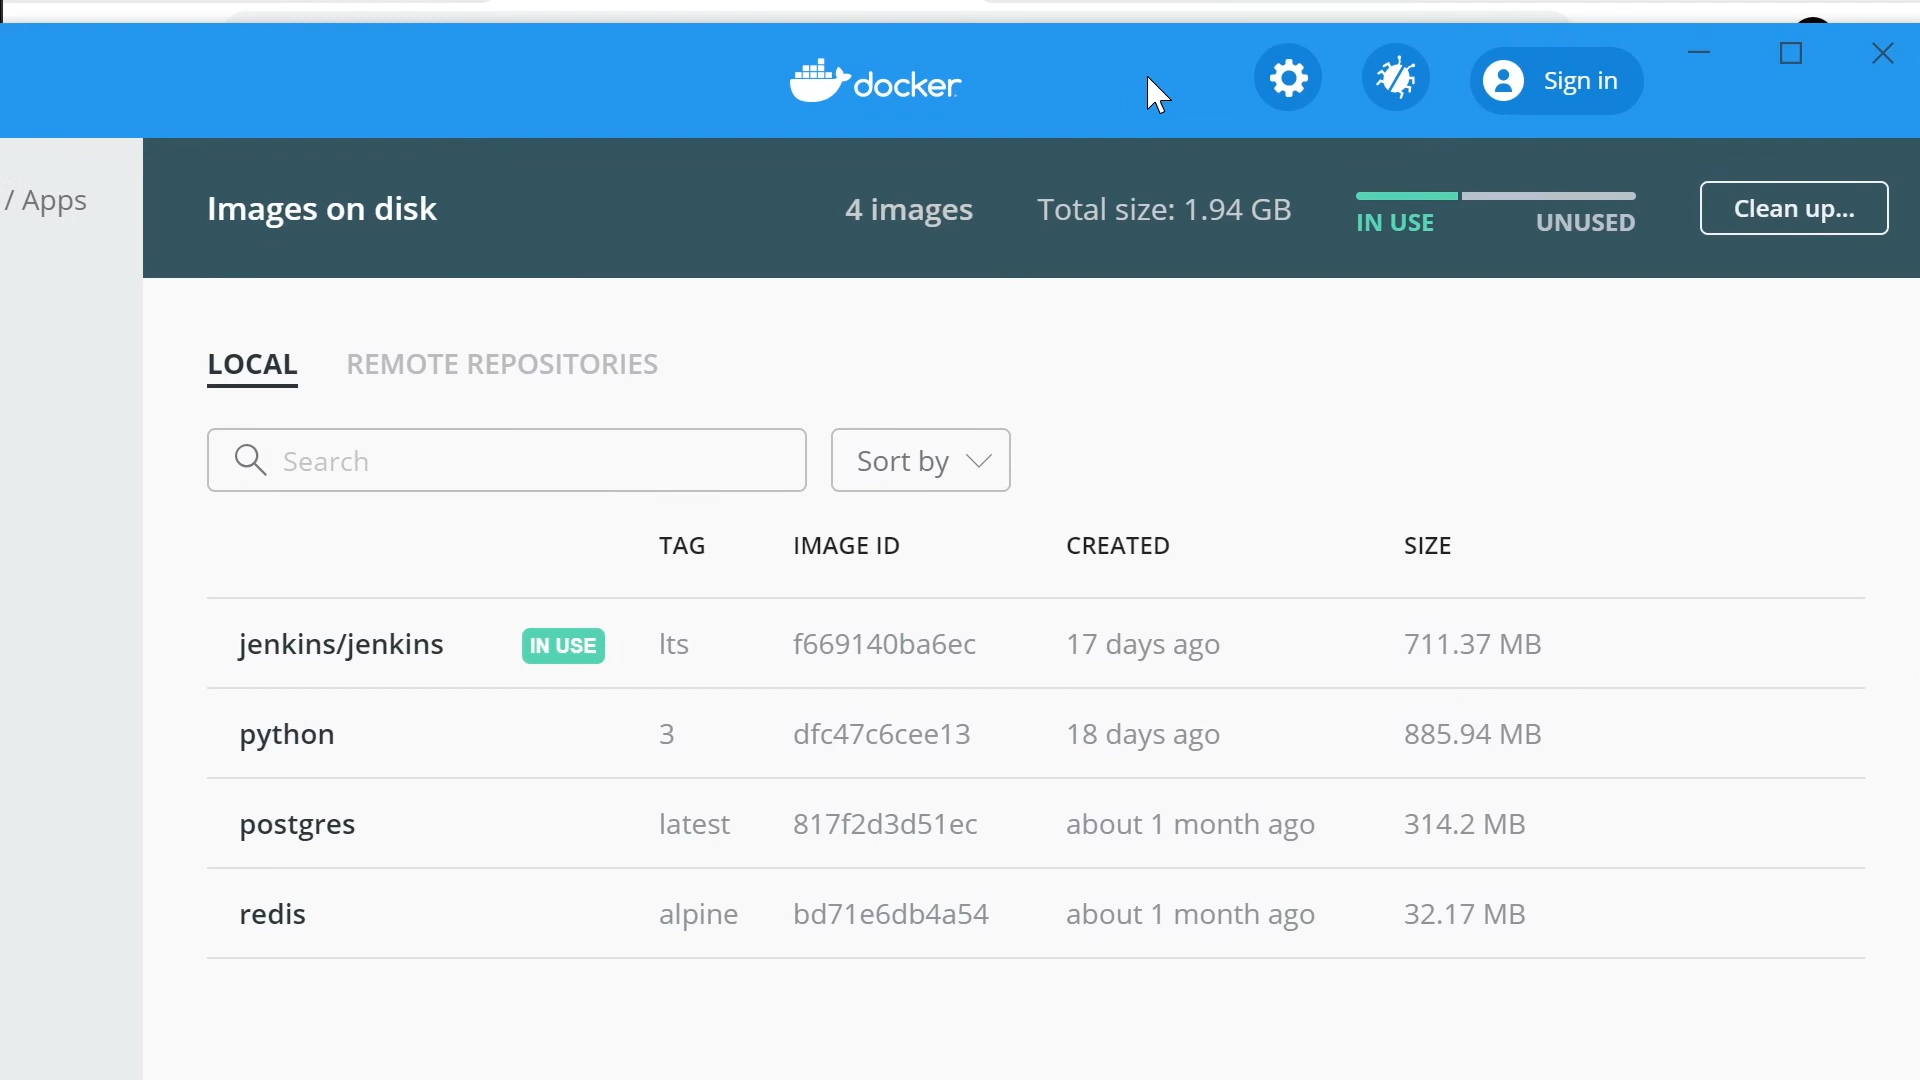 docker
Sign in
/ Apps
Images on disk
4 images
Total size: 1.94 GB
IN USE
UNUSED
Clean up...
LOCAL
REMOTE REPOSITORIES
Search
Sort by
TAG IMAGE ID CREATED SIZE
jenkins/jenkins IN USE lts f669140ba6ec 17 days ago 711.37 MB
python 3 dfc47c6cee13 18 days ago 885.94 MB
postgres latest 817f2d3d51ec about 1 month ago 314.2 MB
redis alpine bd71e6db4a54 about 1 month ago 32.17 MB